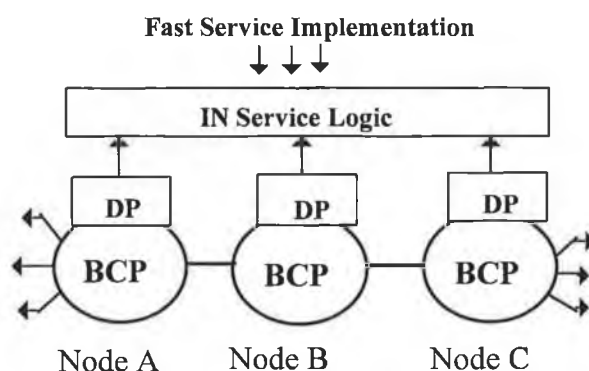 Fast Service Implementation
IN Service Logic
DP DP DP
BCP BCP BCP
Node A Node B Node C